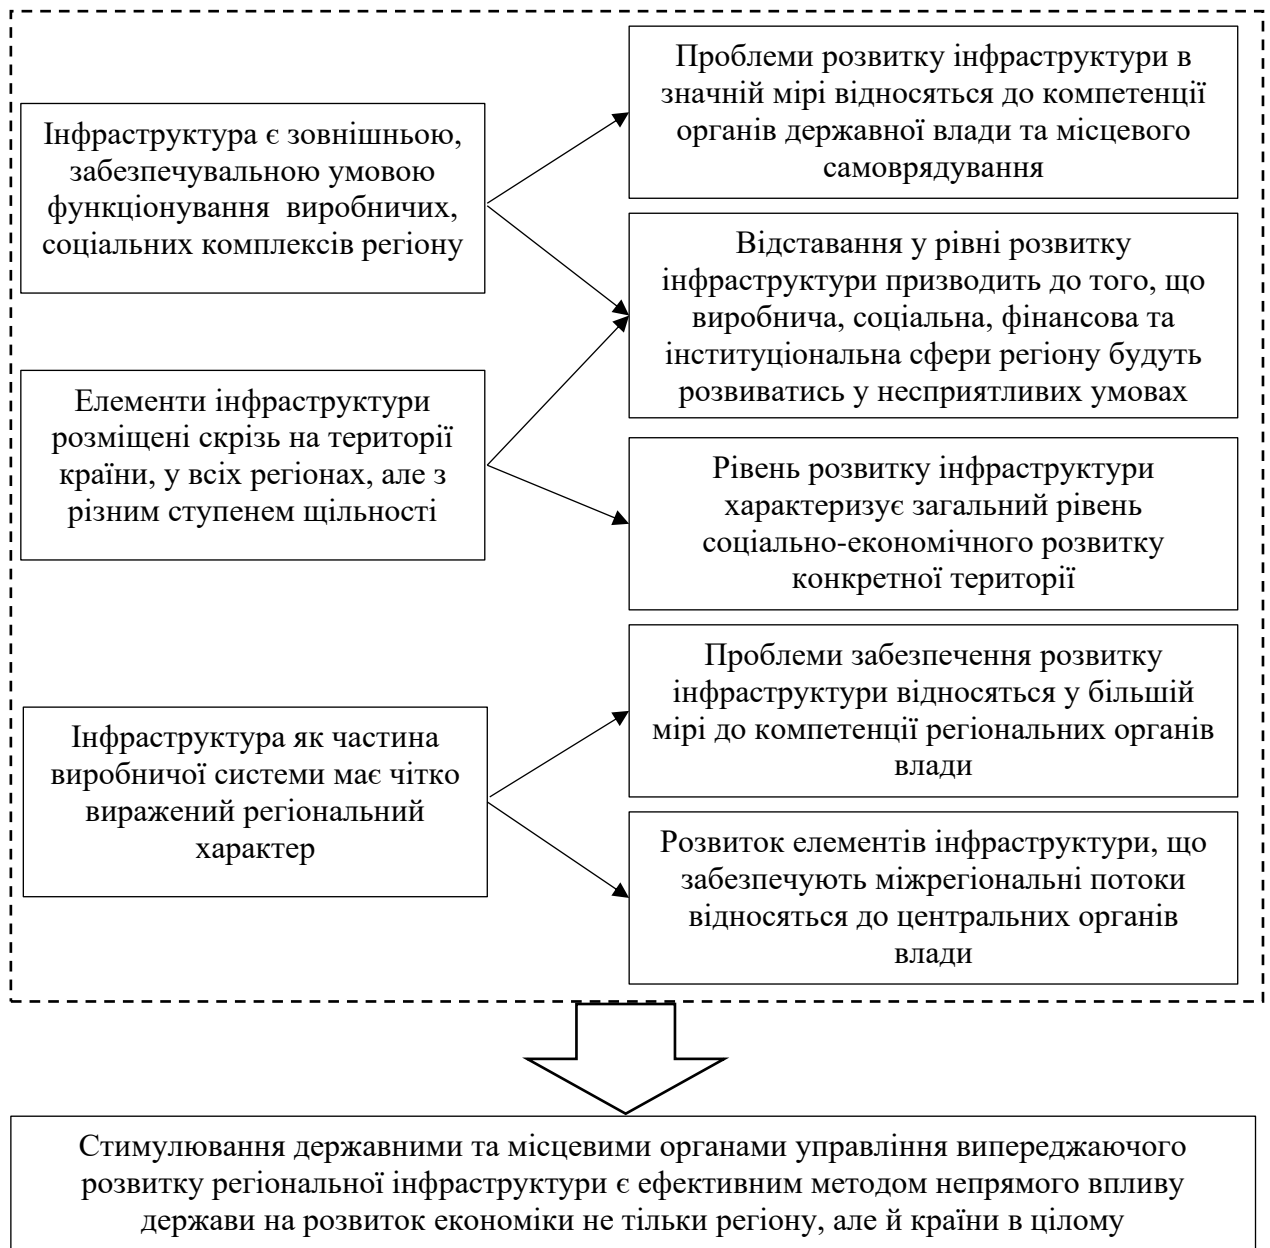 Інфраструктура є зовнішньою,
забезпечувальною умовою
функціонування виробничих,
соціальних комплексів регіону
Проблеми розвитку інфраструктури в
значній мірі відносяться до компетенції
органів державної влади та місцевого
самоврядування
Відставання у рівні розвитку
інфраструктури призводить до того, що
виробнича, соціальна, фінансова та
інституціональна сфери регіону будуть
розвиватись у несприятливих умовах
Елементи інфраструктури
розміщені скрізь на території
країни, у всіх регіонах, але з
різним ступенем щільності
Рівень розвитку інфраструктури
характеризує загальний рівень
соціально-економічного розвитку
конкретної території
Інфраструктура як частина
виробничої системи має чітко
виражений регіональний
характер
Проблеми забезпечення розвитку
інфраструктури відносяться у більшій
мірі до компетенції регіональних органів
влади
Розвиток елементів інфраструктури, що
забезпечують міжрегіональні потоки
відносяться до центральних органів
влади
Стимулювання державними та місцевими органами управління випереджаючого
розвитку регіональної інфраструктури є ефективним методом непрямого впливу
держави на розвиток економіки не тільки регіону, але й країни в цілому